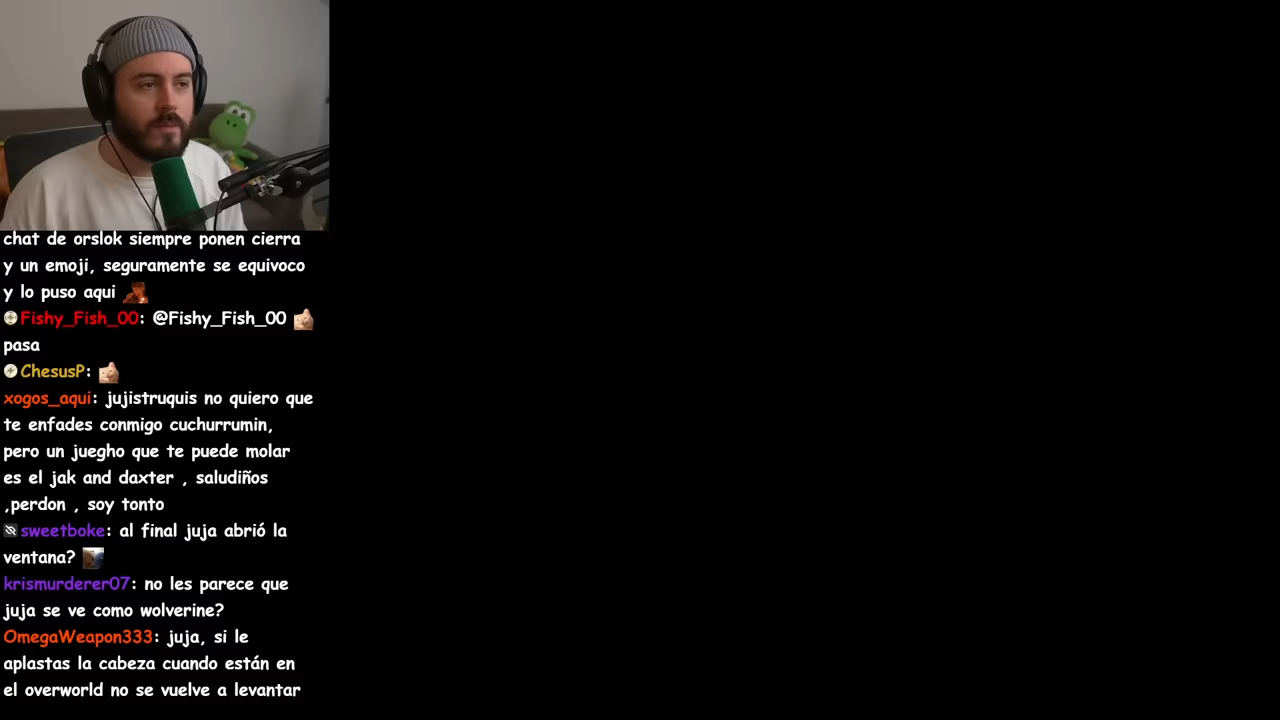 chat de orslok siempre ponen cierra
y un emoji, seguramente se equivoco
y lo puso aqui
Fishy_Fish_00: @Fishy_Fish_00
pasa
ChesusP:
xogos_aqui: jujistruquis no quiero que
te enfades conmigo cuchurrumin,
pero un juegho que te puede molar
es el jak and daxter , saludiños
,perdon , soy tonto
sweetboke: al final juja abrió la
ventana?
krismurderer07: no les parece que
juja se ve como wolverine?
OmegaWeapon333: juja, si le
aplastas la cabeza cuando están en
el overworld no se vuelve a levantar